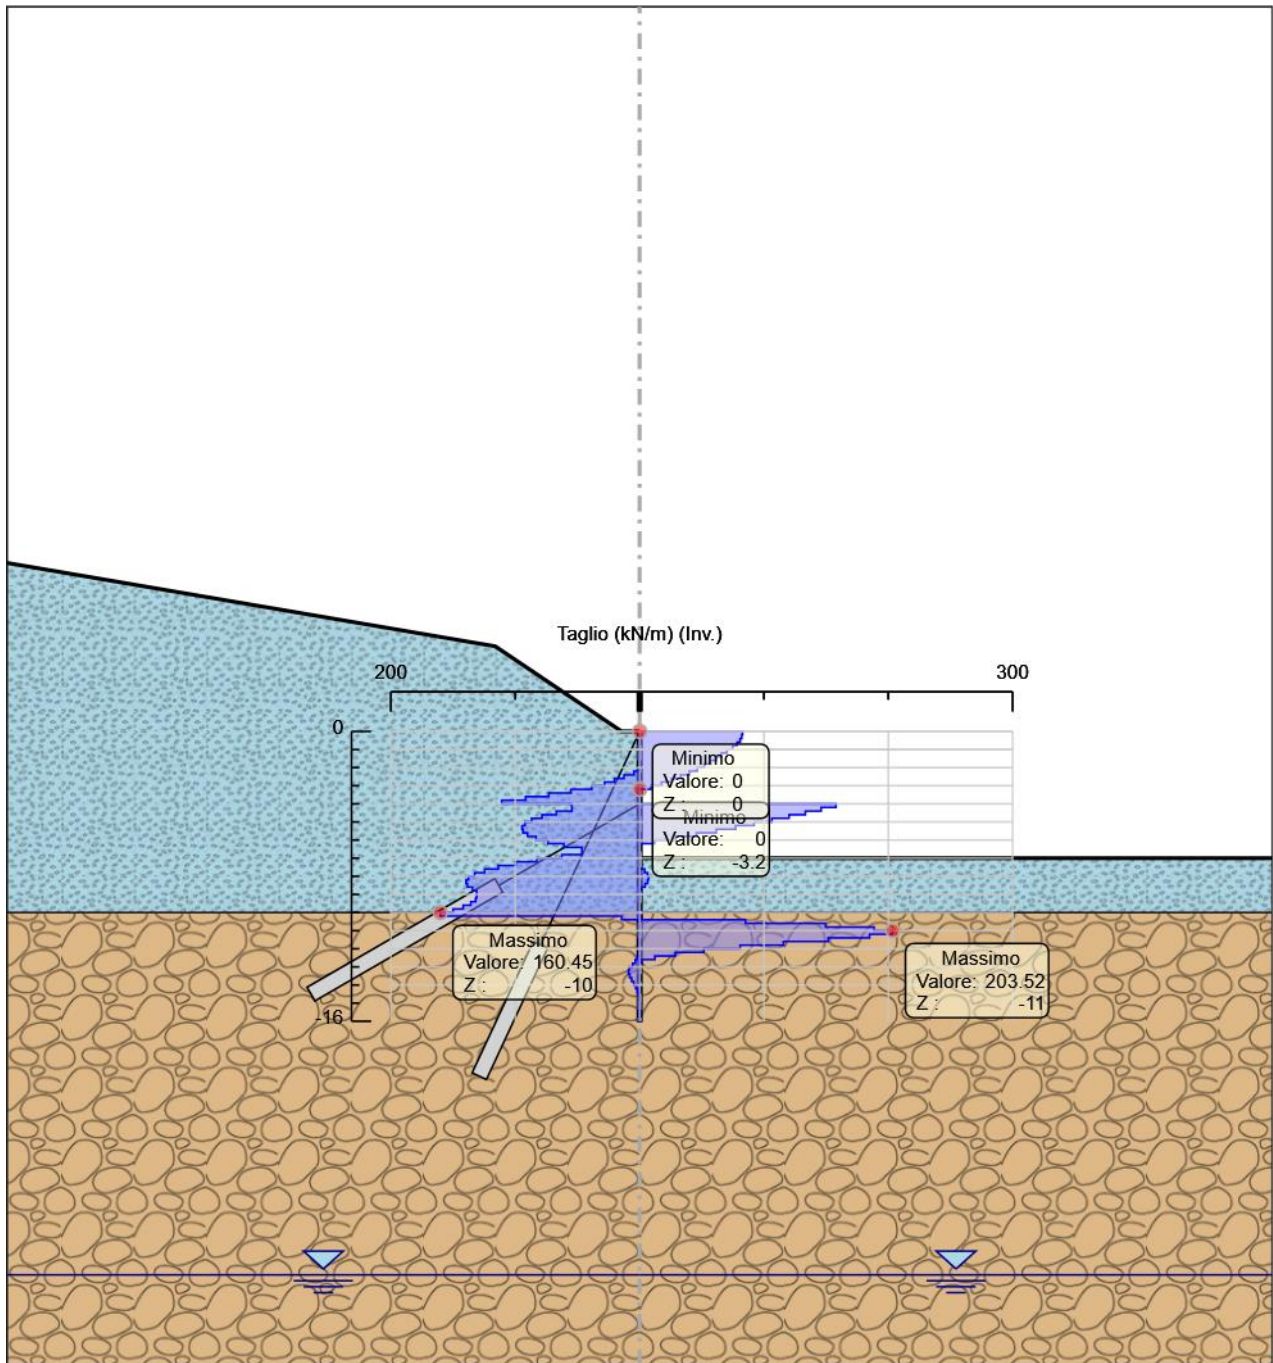 Taglio (kN/m) (Inv.)
200 300
0
Minimo
Valore: 0
Z : 0
Minimo
Valore: 0
Z : -3.2
Massimo
Valore: 160.45
Z : -10
Massimo
Valore: 203.52
Z : -11
-16